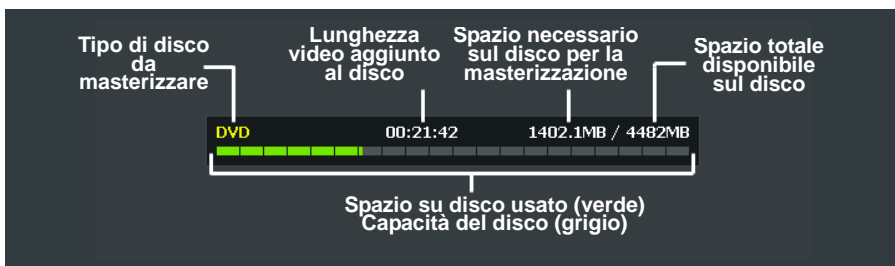 Tipo di disco
da
masterizzare
Lunghezza
video aggiunto
al disco
Spazio necessario
sul disco per la
masterizzazione
Spazio totale
disponibile
sul disco
DVD 00:21:42 1402.1MB / 4482MB
Spazio su disco usato (verde)
Capacità del disco (grigio)